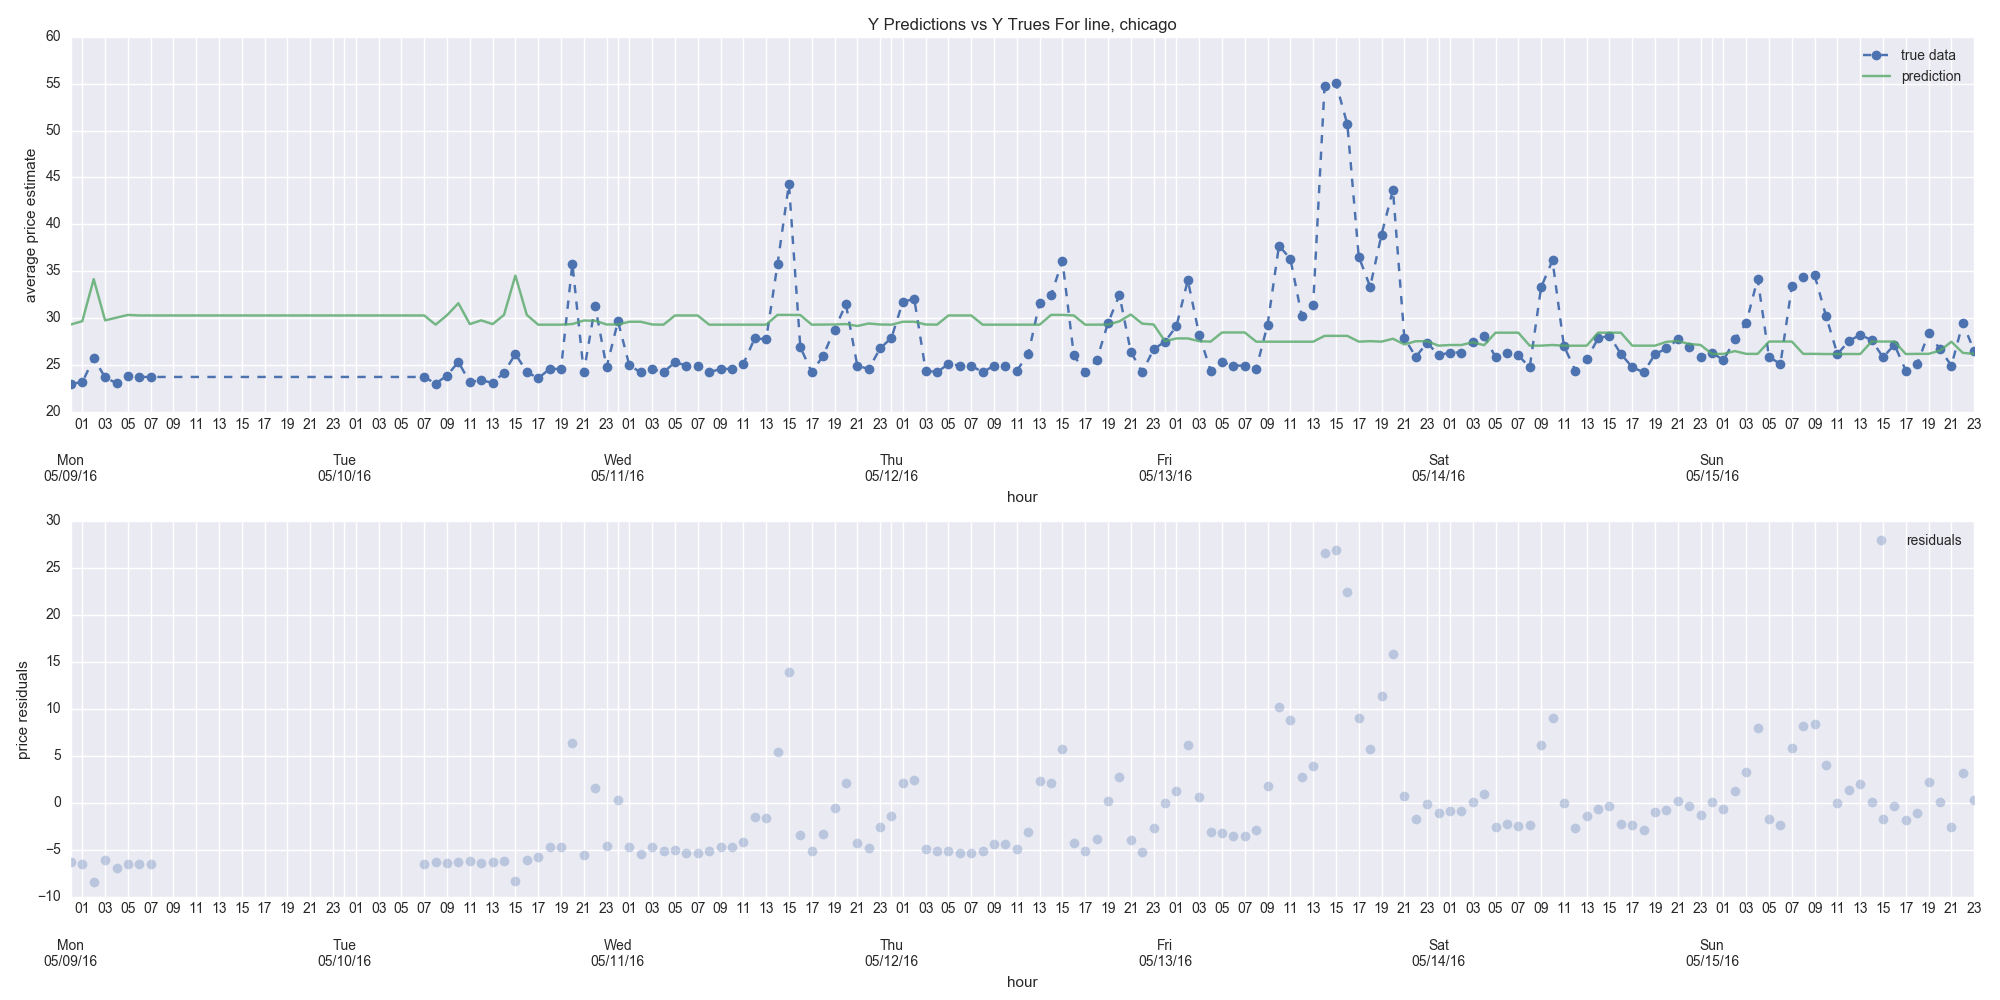 Y Predictions vs Y Trues For line, chicago
60
55
50
45
40
35
30
25
20
average price estimate
true data
prediction
01 03 05 07 09 11 13 15 17 19 21 23 01 03 05 07 09 11 13 15 17 19 21 23 01 03 05 07 09 11 13 15 17 19 21 23 01 03 05 07 09 11 13 15 17 19 21 23 01 03 05 07 09 11 13 15 17 19 21 23 01 03 05 07 09 11 13 15 17 19 21 23 01 03 05 07 09 11 13 15 17 19 21 23
Mon Tue Wed Thu Fri Sat Sun
05/09/16 05/10/16 05/11/16 05/12/16 05/13/16 05/14/16 05/15/16
hour
30
25
20
15
10
5
0
−5
−10
price residuals
residuals
01 03 05 07 09 11 13 15 17 19 21 23 01 03 05 07 09 11 13 15 17 19 21 23 01 03 05 07 09 11 13 15 17 19 21 23 01 03 05 07 09 11 13 15 17 19 21 23 01 03 05 07 09 11 13 15 17 19 21 23 01 03 05 07 09 11 13 15 17 19 21 23 01 03 05 07 09 11 13 15 17 19 21 23
Mon Tue Wed Thu Fri Sat Sun
05/09/16 05/10/16 05/11/16 05/12/16 05/13/16 05/14/16 05/15/16
hour